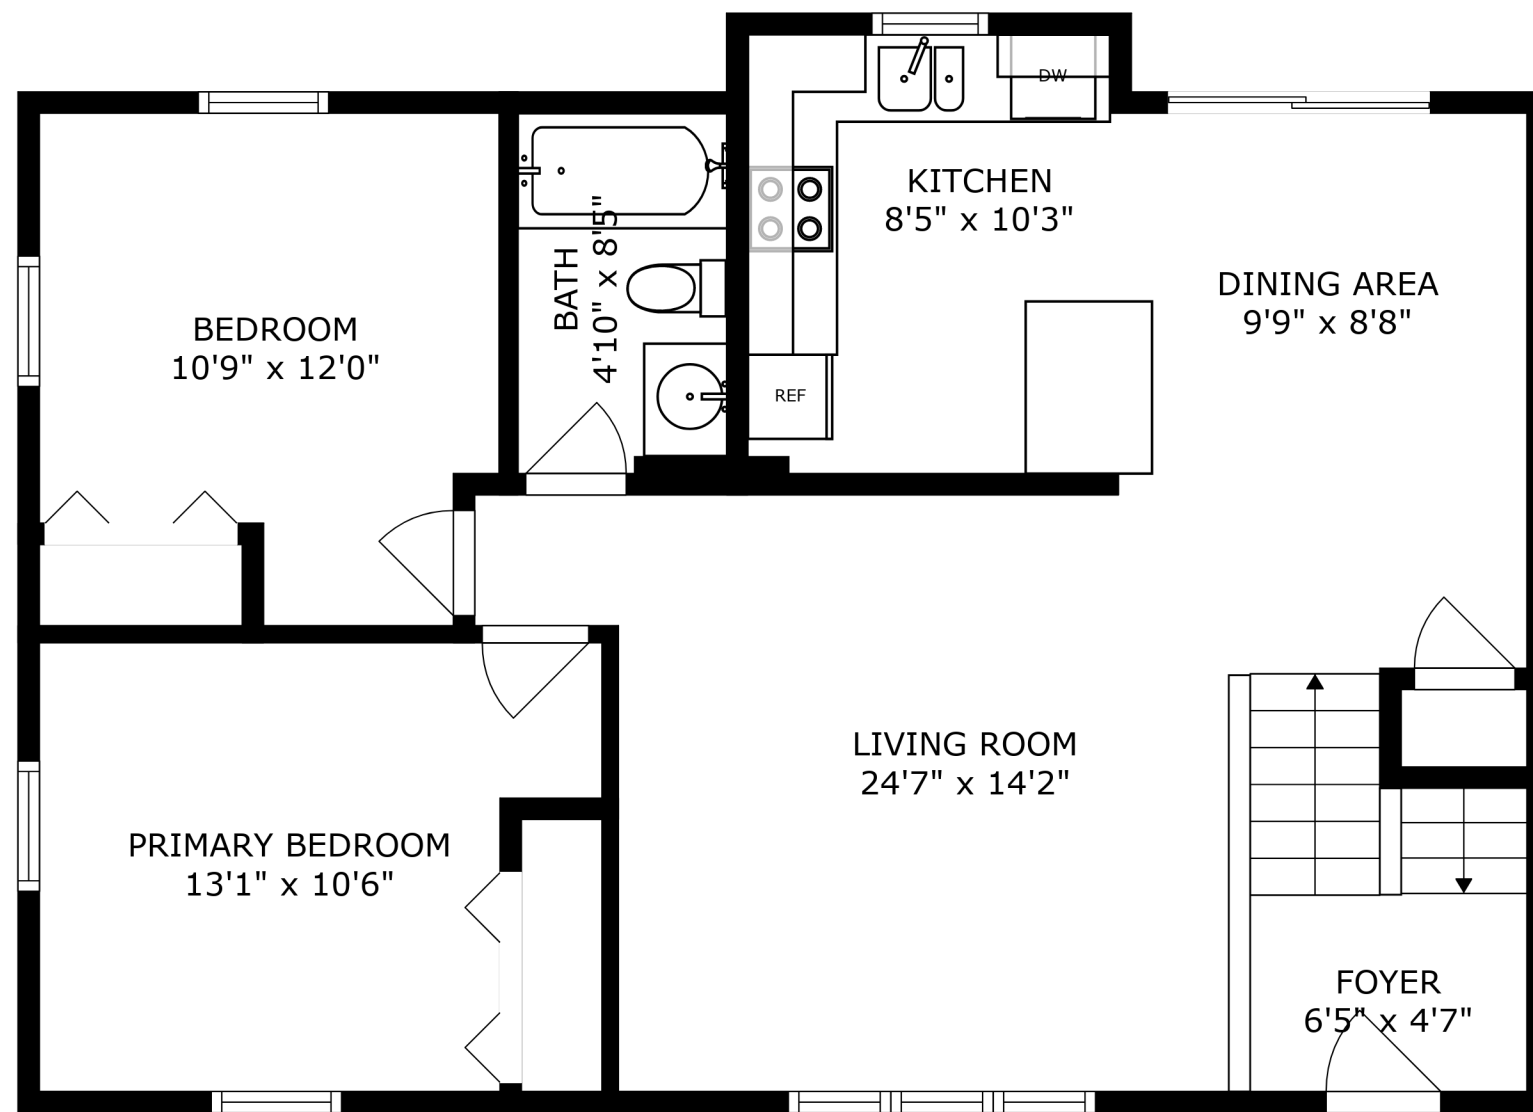 DW
KITCHEN
8'5" x 10'3"
DINING AREA
9'9" x 8'8"
BATH
4'10" x 8'5"
BEDROOM
10'9" x 12'0"
REF
LIVING ROOM
24'7" x 14'2"
PRIMARY BEDROOM
13'1" x 10'6"
FOYER
6'5" x 4'7"